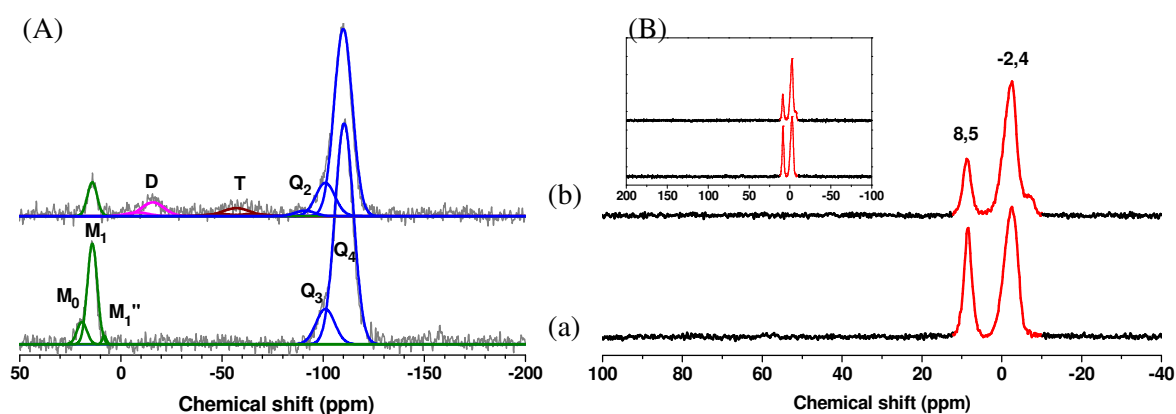 (A)
D
T
Q2
M1
M0
M1"
Q3
Q4
50 0 -50 -100 -150 -200
Chemical shift (ppm)
(b)
(a)
(B)
200 150 100 50 0 -50 -100
8,5
-2,4
100 80 60 40 20 0 -20 -40
Chemical shift (ppm)